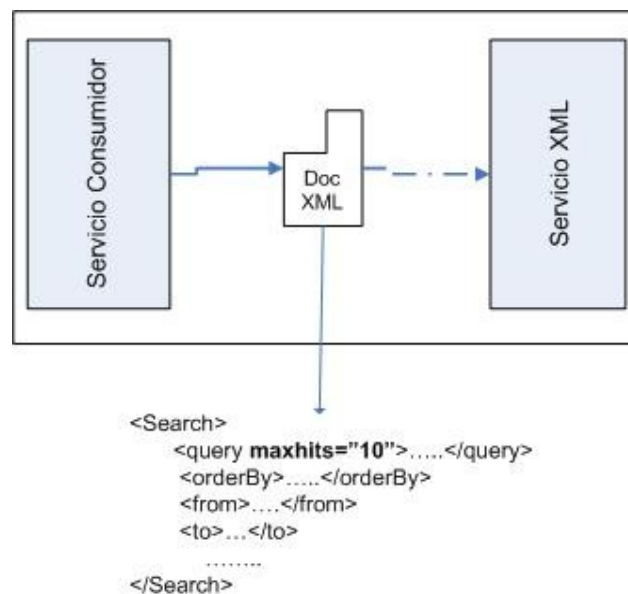 Servicio Consumidor
Doc
XML
Servicio XML
<Search>
<query maxhits=”10”>…..</query>
<orderBy>…..</orderBy>
<from>….</from>
<to>…</to>
……..
</Search>